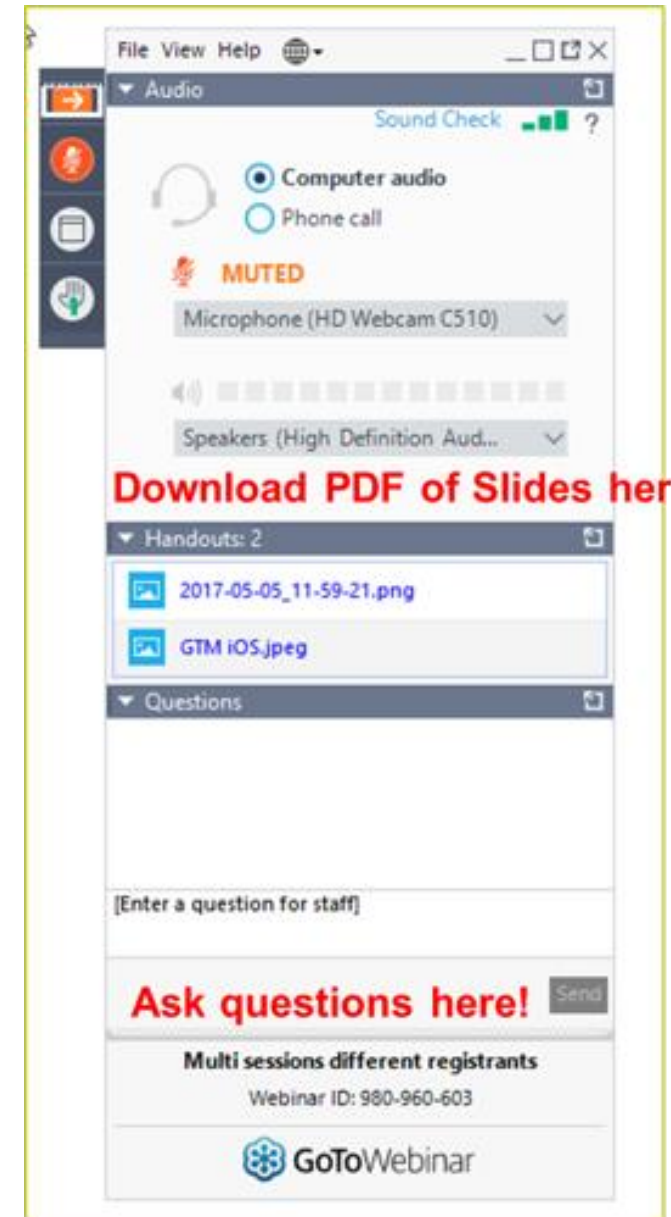 File View Help
Audio
Sound Check ?
Computer audio
Phone call
MUTED
Microphone (HD Webcam C510)
Speakers (High Definition Aud...
Download PDF of Slides her
Handouts: 2
2017-05-05_11-59-21.png
GTM iOS.jpeg
Questions
[Enter a question for staff]
Ask questions here! Send
Multi sessions different registrants
Webinar ID: 980-960-603
GoToWebinar